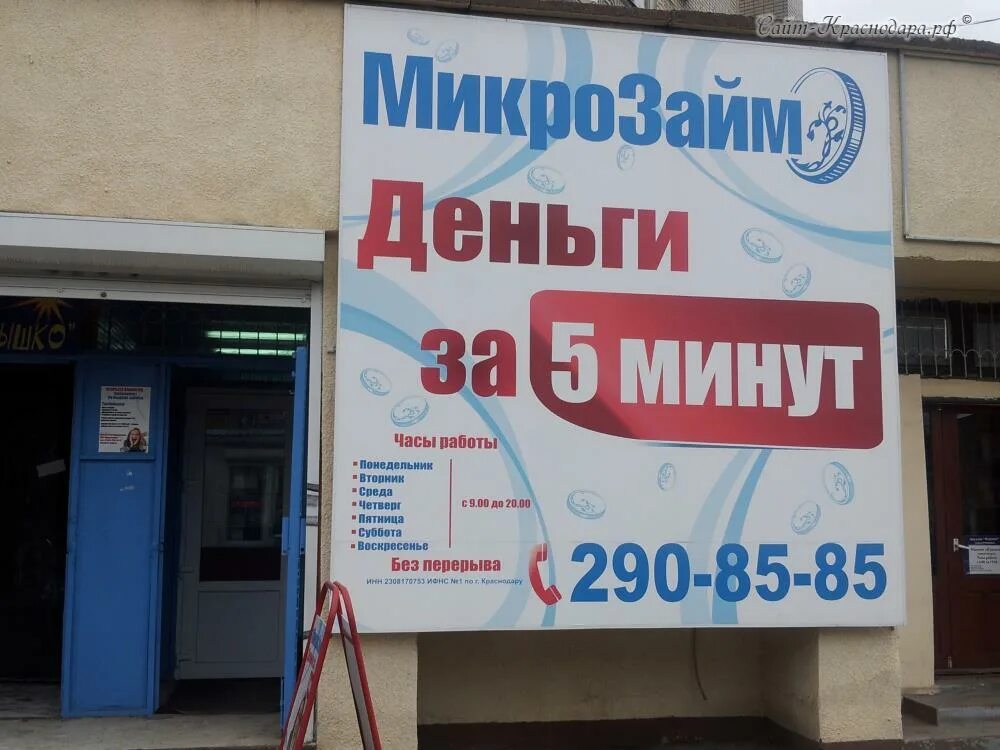 Сайт-Краснодара.рф©
МикроЗайм
Деньги
за 5 минут
ышко"
Часы работы
Понедельник
Вторник
Среда
Четверг
Пятница
Суббота
Воскресенье
с 9.00 до 20.00
Без перерыва
ИНН 2308170753 ИФНС №1 по г. Краснодару
290-85-85